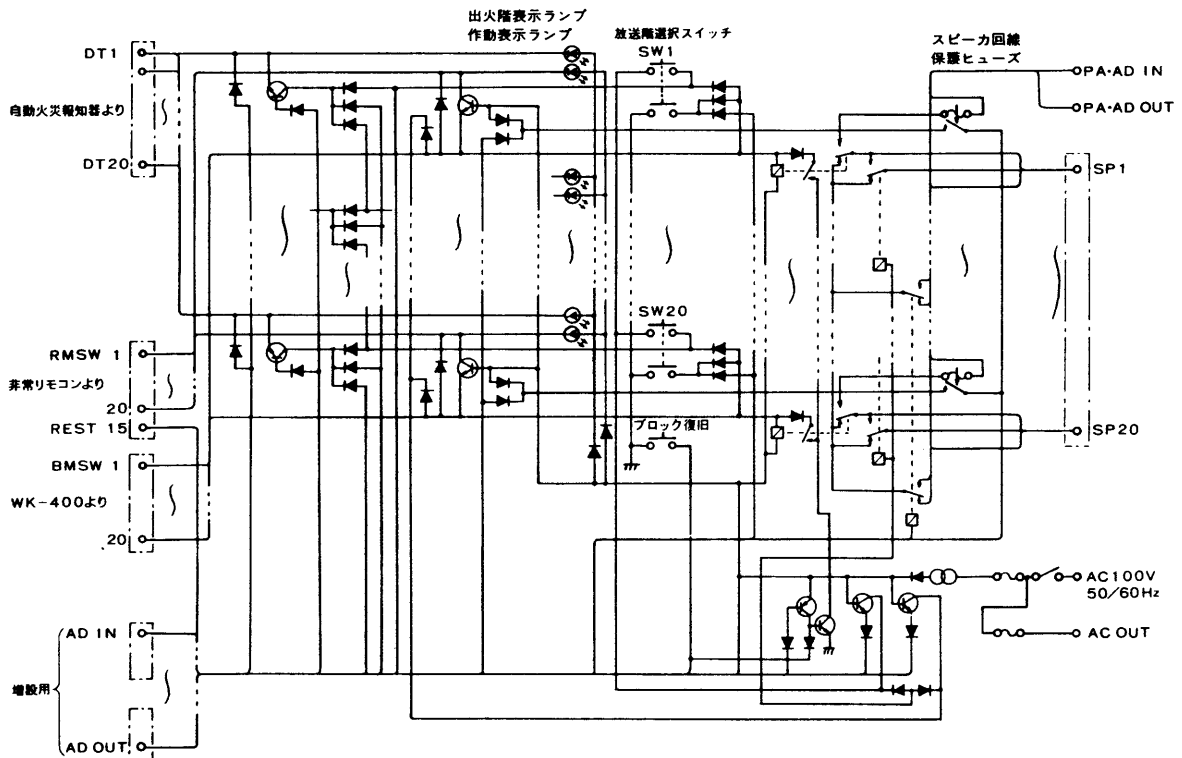 出火階表示ランプ
作動表示ランプ
放送階選択スイッチ
SW1
スピーカ回線
保護ヒューズ
DT1
自動火災報知器より
DT20
PA・AD IN
PA・AD OUT
SP1
SW20
RMSW 1
非常リモコンより
20
REST 15
ブロック復旧
SP20
BMSW 1
WK-400より
20
AC100V
50/60Hz
AC OUT
AD IN
増設用
AD OUT